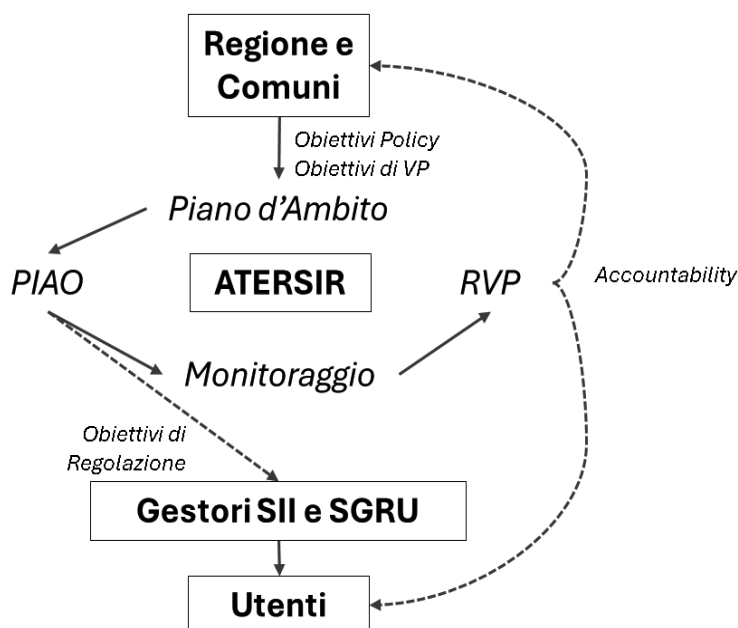 Regione e
Comuni
Obiettivi Policy
Obiettivi di VP
Piano d'Ambito
PIAO
ATERSIR
RVP
Accountability
Monitoraggio
Obiettivi di
Regolazione
Gestori SII e SGRU
Utenti